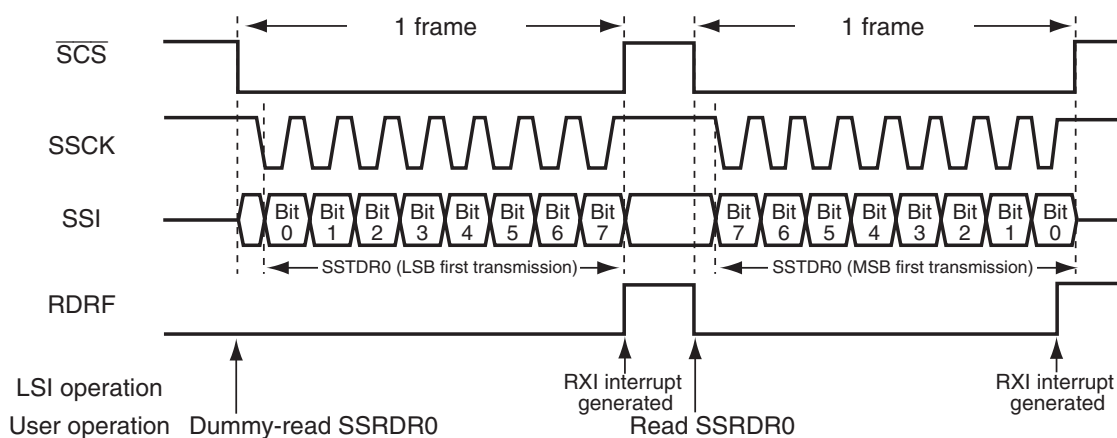 1 frame 1 frame
SCS
SSCK
SSI Bit 0 Bit 1 Bit 2 Bit 3 Bit 4 Bit 5 Bit 6 Bit 7 Bit 7 Bit 6 Bit 5 Bit 4 Bit 3 Bit 2 Bit 1 Bit 0
SSTDR0 (LSB first transmission) SSTDR0 (MSB first transmission)
RDRF
LSI operation RXI interrupt generated RXI interrupt generated
User operation Dummy-read SSRDR0 Read SSRDR0